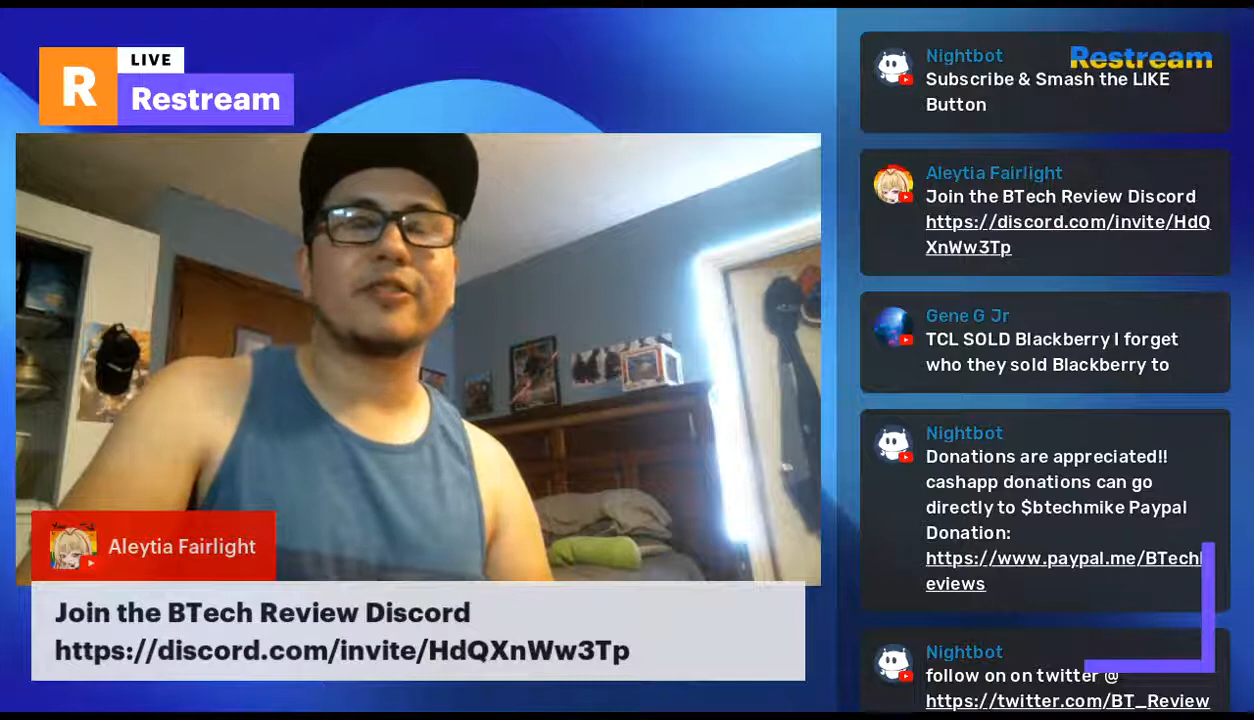 R
LIVE
Restream
Aleytia Fairlight
Join the BTech Review Discord
https://discord.com/invite/HdQXnWw3Tp
Restream
Nightbot
Subscribe & Smash the LIKE
Button
Aleytia Fairlight
Join the BTech Review Discord
https://discord.com/invite/HdQ
XnWw3Tp
Gene G Jr
TCL SOLD Blackberry I forget
who they sold Blackberry to
Nightbot
Donations are appreciated!!
cashapp donations can go
directly to $btechmike Paypal
Donation:
https://www.paypal.me/BTechR
eviews
Nightbot
follow on on twitter @
https://twitter.com/BT_Review